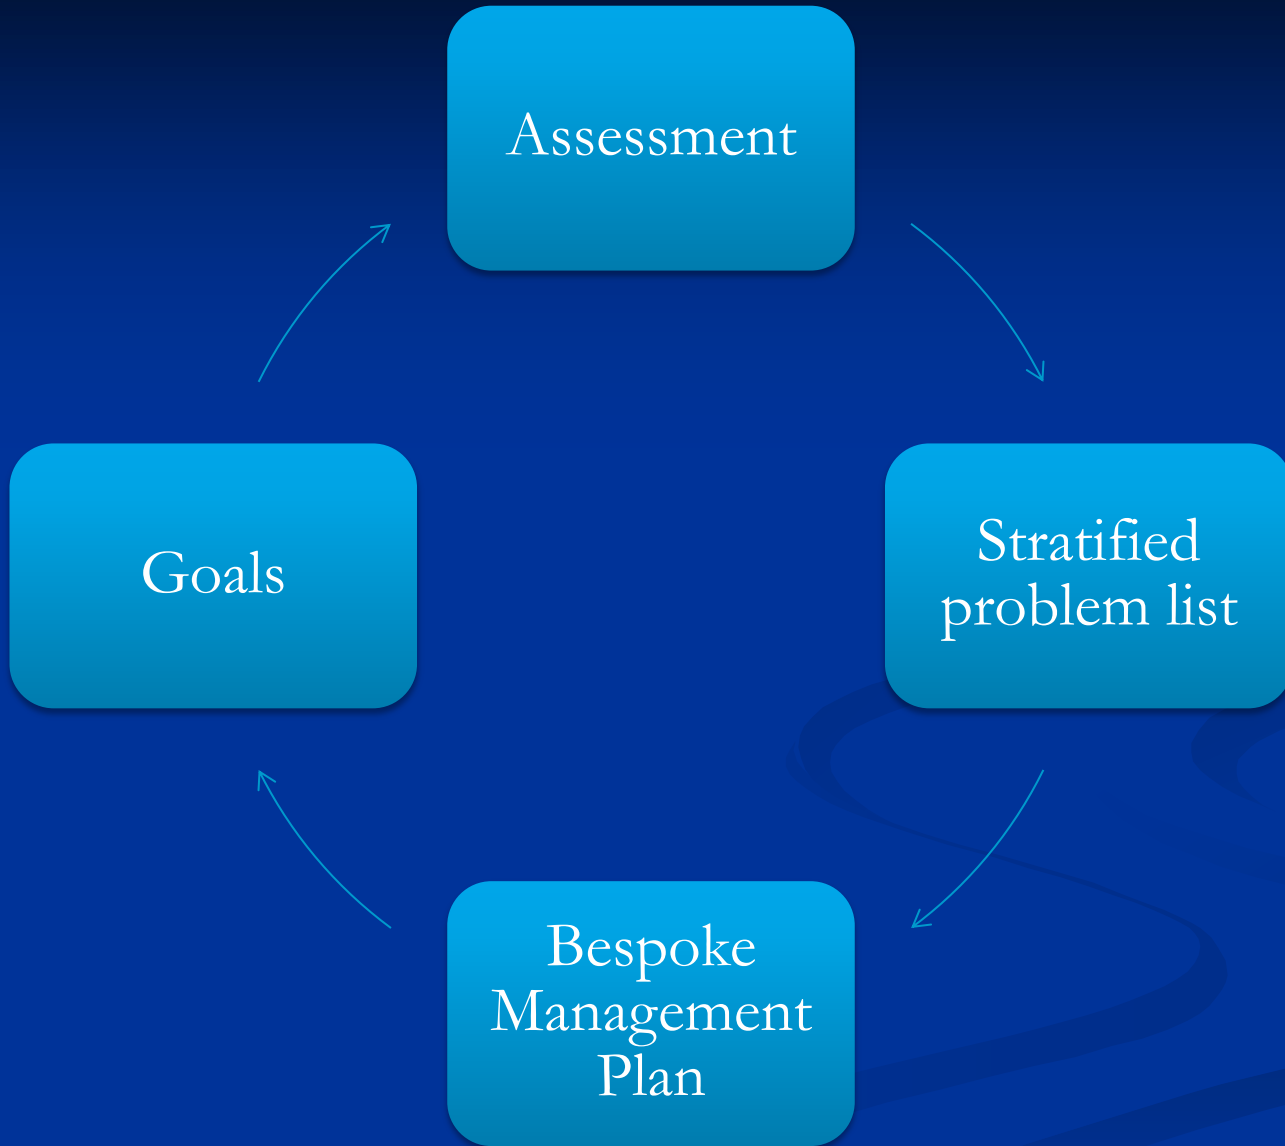 Assessment
Stratified
problem list
Bespoke
Management
Plan
Goals